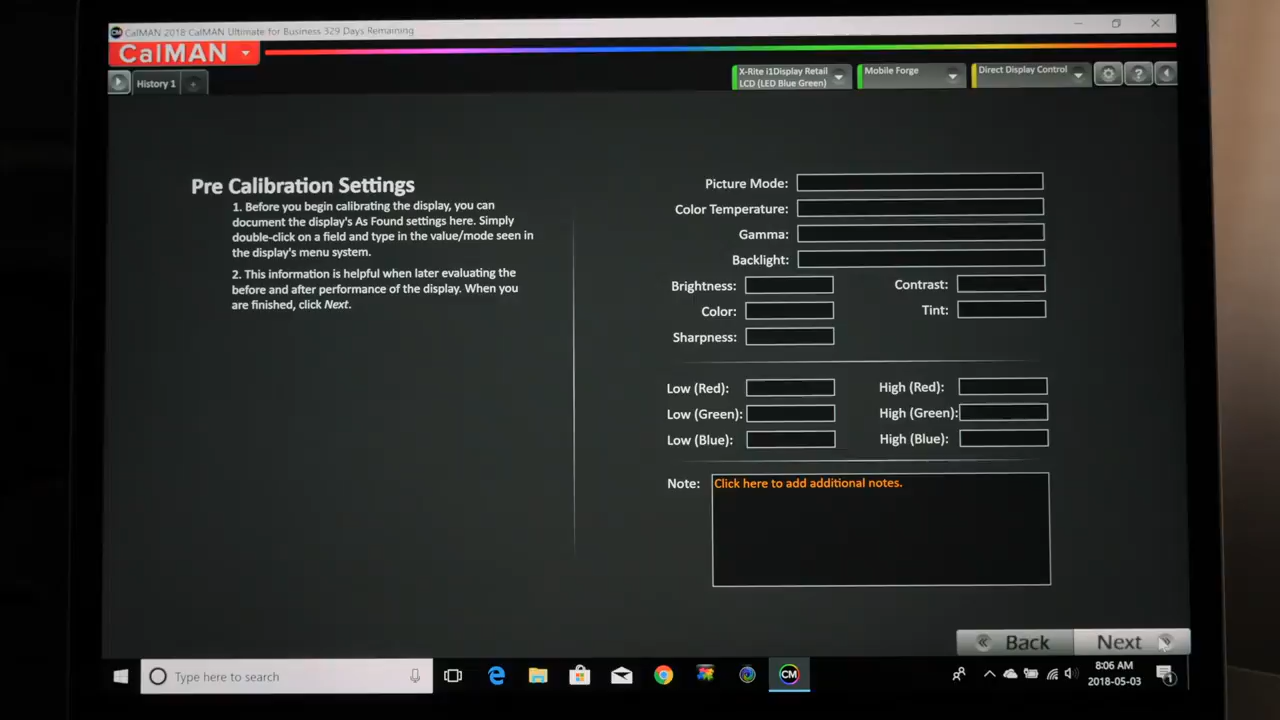 CalMAN 2018 CalMAN Ultimate for Business 329 Days Remaining
CalMAN
History 1
+
X-Rite i1Display Retail
LCD (LED Blue Green)
Mobile Forge
Direct Display Control
?
Pre Calibration Settings
1. Before you begin calibrating the display, you can
document the display's As Found settings here. Simply
double-click on a field and type in the value/mode seen in
the display's menu system.
2. This information is helpful when later evaluating the
before and after performance of the display. When you
are finished, click Next.
Picture Mode:
Color Temperature:
Gamma:
Backlight:
Brightness:
Contrast:
Color:
Tint:
Sharpness:
Low (Red):
High (Red):
Low (Green):
High (Green):
Low (Blue):
High (Blue):
Note:
Click here to add additional notes.
Back
Next
Type here to search
CM
8:06 AM
2018-05-03
1